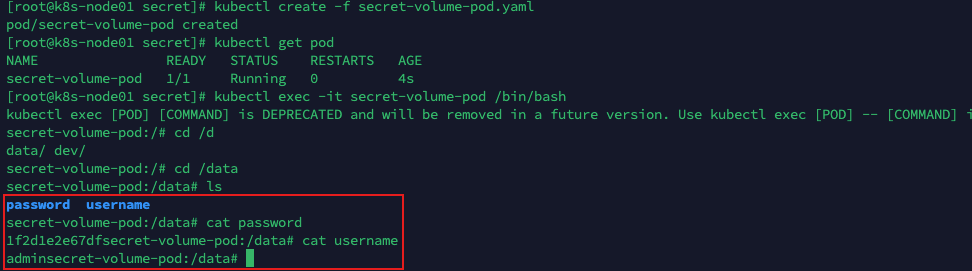 [root@k8s-node01 secret]# kubectl create -f secret-volume-pod.yaml
pod/secret-volume-pod created
[root@k8s-node01 secret]# kubectl get pod
NAME                READY   STATUS    RESTARTS   AGE
secret-volume-pod   1/1     Running   0          4s
[root@k8s-node01 secret]# kubectl exec -it secret-volume-pod /bin/bash
kubectl exec [POD] [COMMAND] is DEPRECATED and will be removed in a future version. Use kubectl exec [POD] -- [COMMAND] i
secret-volume-pod:/# cd /d
data/ dev/
secret-volume-pod:/# cd /data
secret-volume-pod:/data# ls
password  username
secret-volume-pod:/data# cat password
1f2d1e2e67dfsecret-volume-pod:/data# cat username
adminsecret-volume-pod:/data#